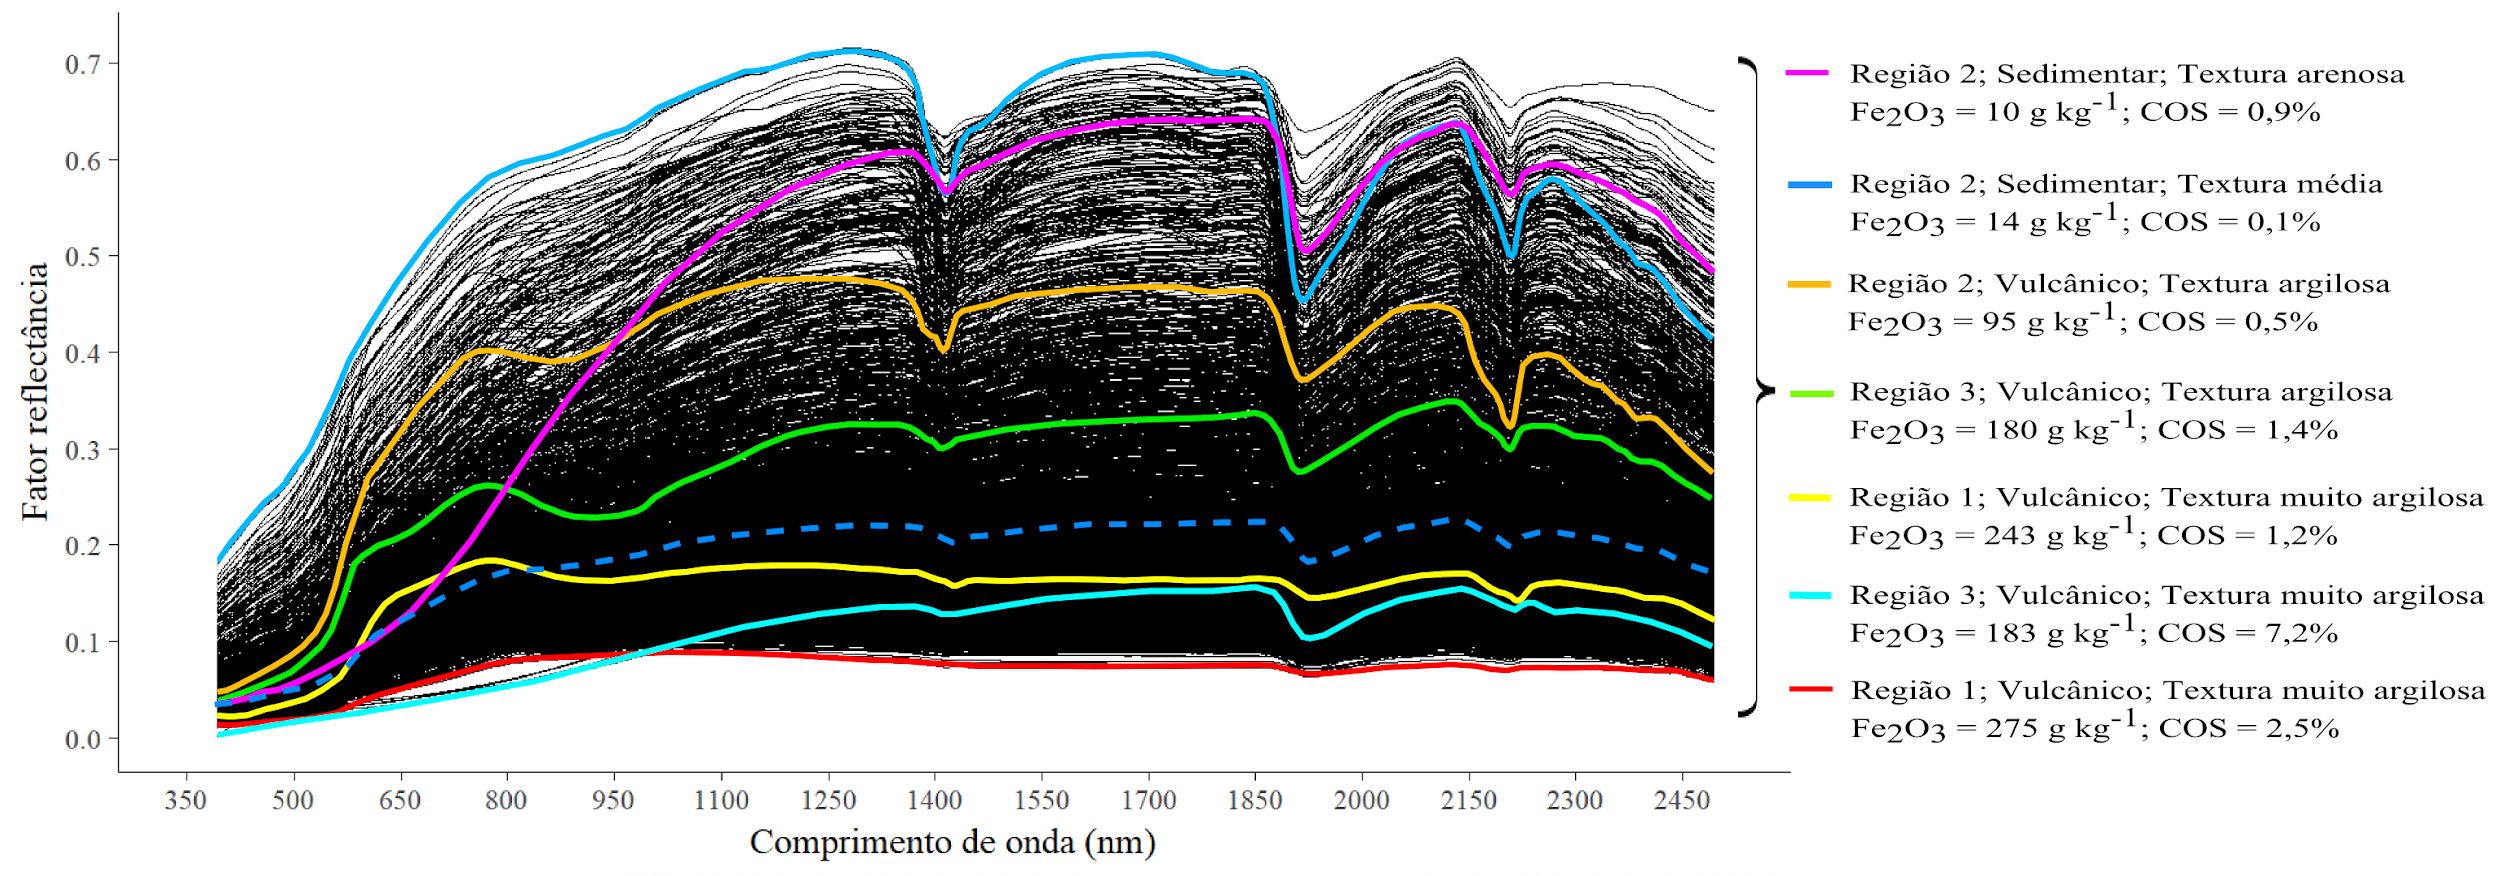 0.7
0.6
0.5
0.4
0.3
0.2
0.1
0.0
Fator reflectância
350 500 650 800 950 1100 1250 1400 1550 1700 1850 2000 2150 2300 2450
Comprimento de onda (nm)
Região 2; Sedimentar; Textura arenosa
Fe2O3 = 10 g kg-1; COS = 0,9%
Região 2; Sedimentar; Textura média
Fe2O3 = 14 g kg-1; COS = 0,1%
Região 2; Vulcânico; Textura argilosa
Fe2O3 = 95 g kg-1; COS = 0,5%
Região 3; Vulcânico; Textura argilosa
Fe2O3 = 180 g kg-1; COS = 1,4%
Região 1; Vulcânico; Textura muito argilosa
Fe2O3 = 243 g kg-1; COS = 1,2%
Região 3; Vulcânico; Textura muito argilosa
Fe2O3 = 183 g kg-1; COS = 7,2%
Região 1; Vulcânico; Textura muito argilosa
Fe2O3 = 275 g kg-1; COS = 2,5%